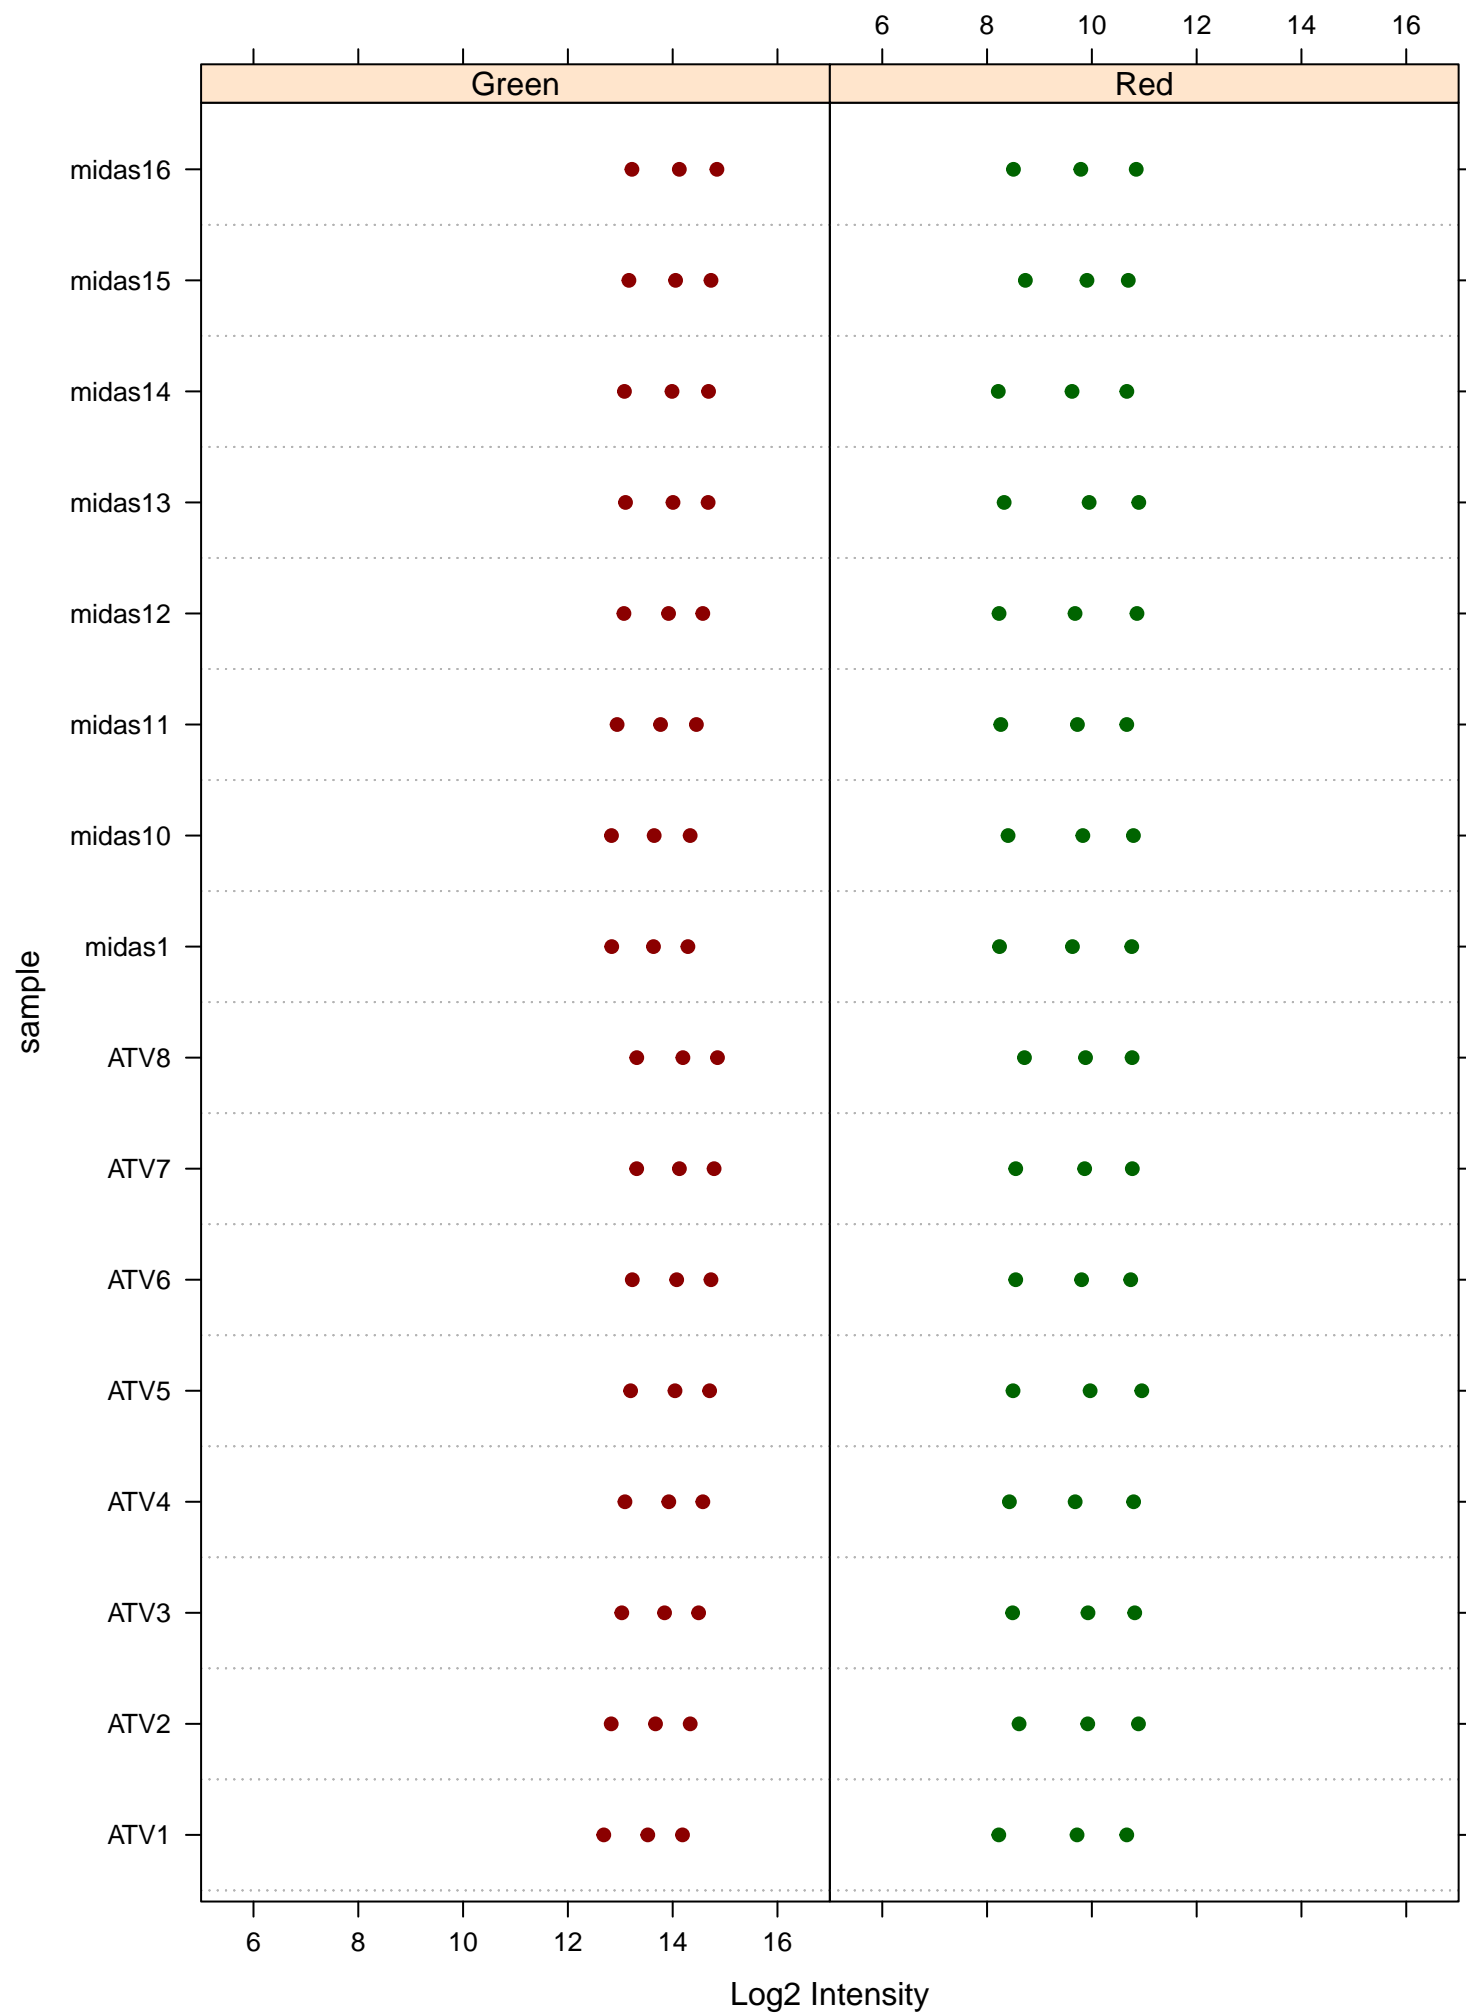 6 8 10 12 14 16
Green Red
midas16
midas15
midas14
midas13
midas12
midas11
midas10
midas1
sample
ATV8
ATV7
ATV6
ATV5
ATV4
ATV3
ATV2
ATV1
6 8 10 12 14 16
Log2 Intensity